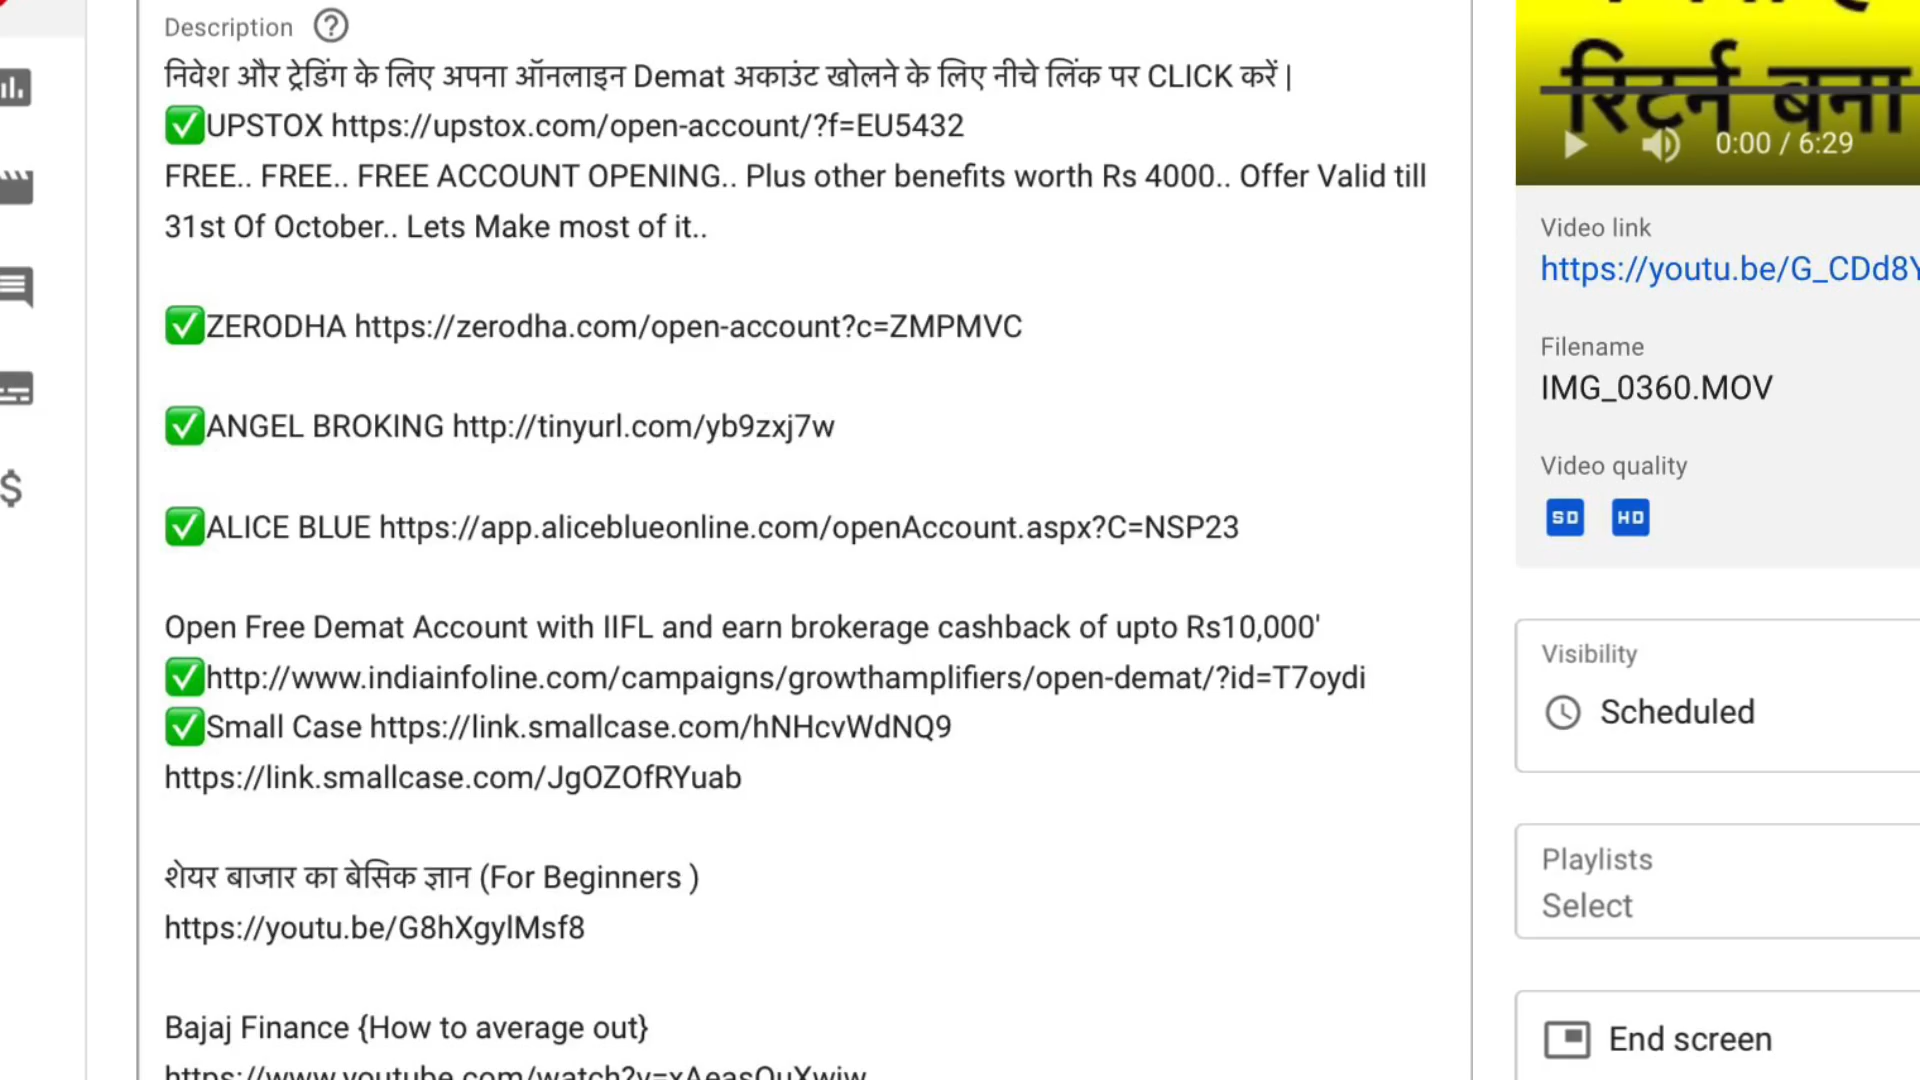 Description
निवेश और ट्रेडिंग के लिए अपना ऑनलाइन Demat अकाउंट खोलने के लिए नीचे लिंक पर CLICK करें |
✅UPSTOX https://upstox.com/open-account/?f=EU5432
FREE.. FREE.. FREE ACCOUNT OPENING.. Plus other benefits worth Rs 4000.. Offer Valid till
31st Of October.. Lets Make most of it..
✅ZERODHA https://zerodha.com/open-account?c=ZMPMVC
✅ANGEL BROKING http://tinyurl.com/yb9zxj7w
✅ALICE BLUE https://app.aliceblueonline.com/openAccount.aspx?C=NSP23
Open Free Demat Account with IIFL and earn brokerage cashback of upto Rs10,000'
✅http://www.indiainfoline.com/campaigns/growthamplifiers/open-demat/?id=T7oydi
✅Small Case https://link.smallcase.com/hNHcvWdNQ9
https://link.smallcase.com/JgOZOfRYuab
शेयर बाजार का बेसिक ज्ञान (For Beginners )
https://youtu.be/G8hXgylMsf8
Bajaj Finance {How to average out}
रिटर्न बना
0:00 / 6:29
Video link
https://youtu.be/G_CDd8Y
Filename
IMG_0360.MOV
Video quality
SD HD
Visibility
Scheduled
Playlists
Select
End screen